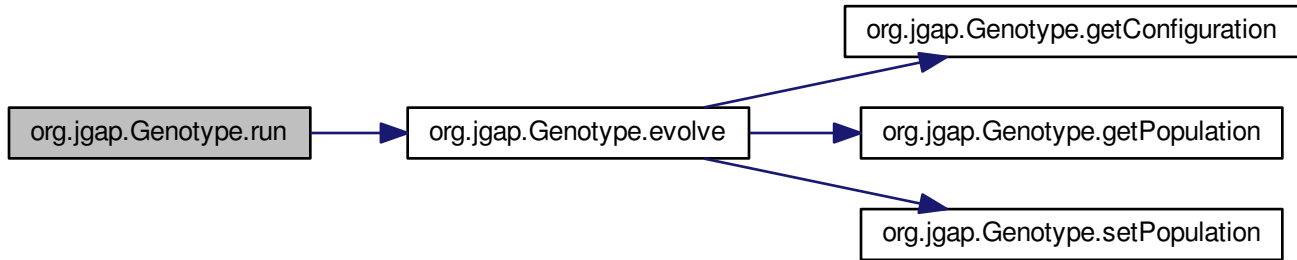 org.jgap.Genotype.getConfiguration
org.jgap.Genotype.run
org.jgap.Genotype.evolve
org.jgap.Genotype.getPopulation
org.jgap.Genotype.setPopulation